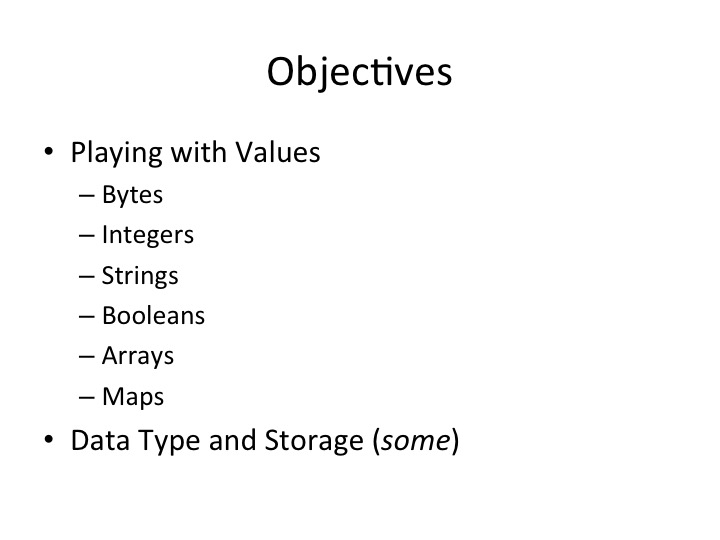 Objectives
• Playing with Values
– Bytes
– Integers
– Strings
– Booleans
– Arrays
– Maps
• Data Type and Storage (some)